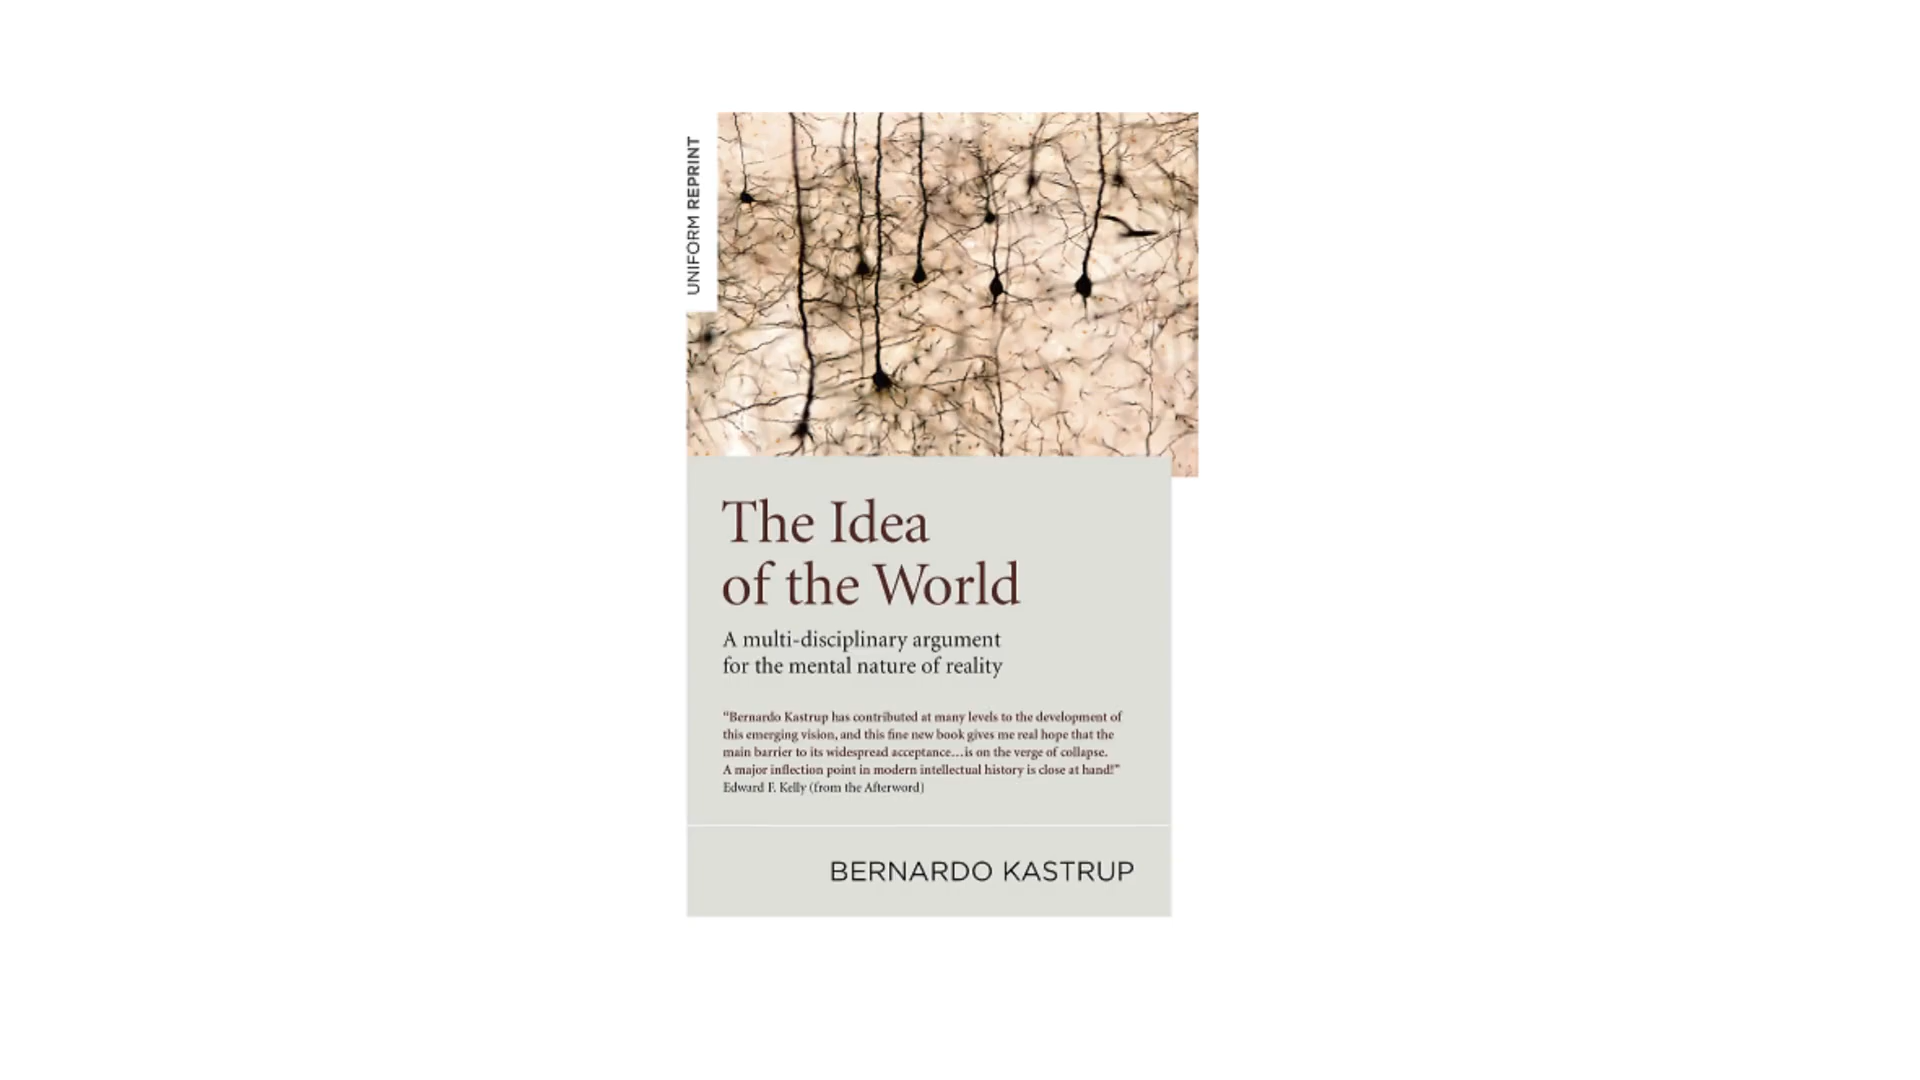 UNIFORM REPRINT
The Idea
of the World
A multi-disciplinary argument
for the mental nature of reality
“Bernardo Kastrup has contributed at many levels to the development of
this emerging vision, and this fine new book gives me real hope that the
main barrier to its widespread acceptance...is on the verge of collapse.
A major inflection point in modern intellectual history is close at hand!”
Edward F. Kelly (from the Afterword)
BERNARDO KASTRUP